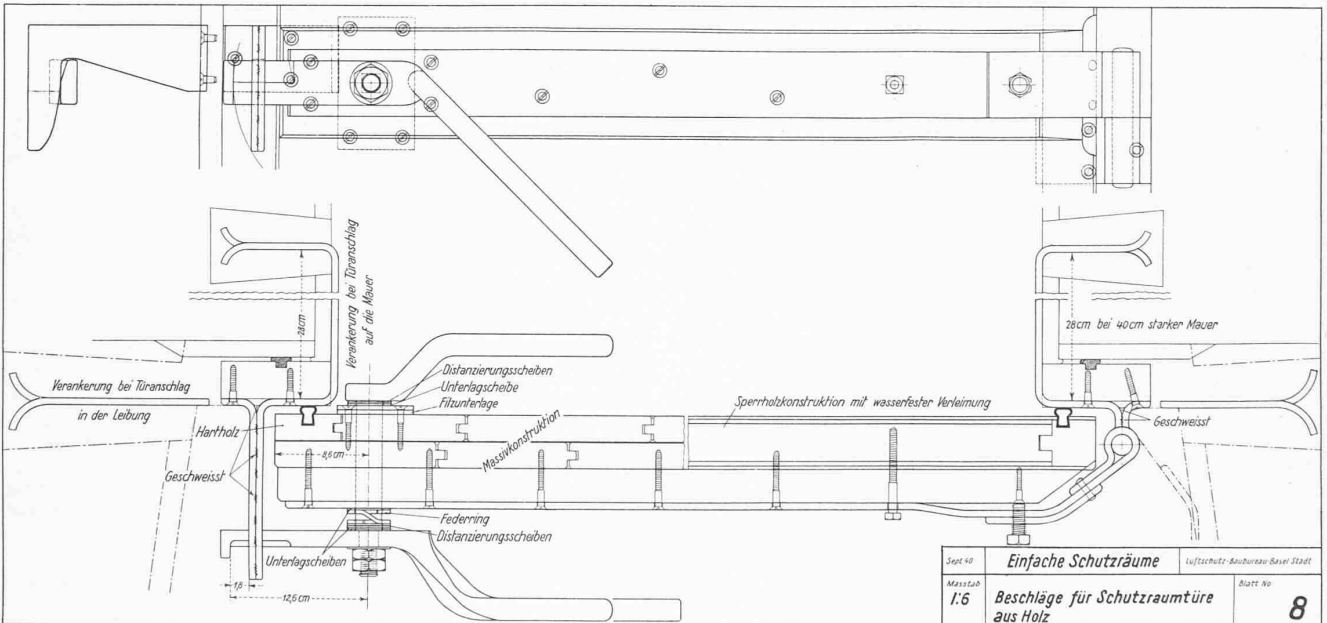 28cm
Verankerung bei Türanschlag
auf die Mauer
28cm bei 40cm starker Mauer
Verankerung bei Türanschlag
in der Leibung
Distanzierungsscheiben
Unterlagscheibe
Filzunterlage
Hartholz
Geschweisst
8,6cm
Massivkonstruktion
Sperrholzkonstruktion mit wasserfester Verleimung
Geschweisst
Federring
Distanzierungsscheiben
Unterlagscheiben
1,8
12,6cm
Sept 40
Einfache Schutzräume
Luftschutz-Baubureau-Basel Stadt
Masstab
1:6
Beschläge für Schutzraumtüre
aus Holz
Blatt No
8